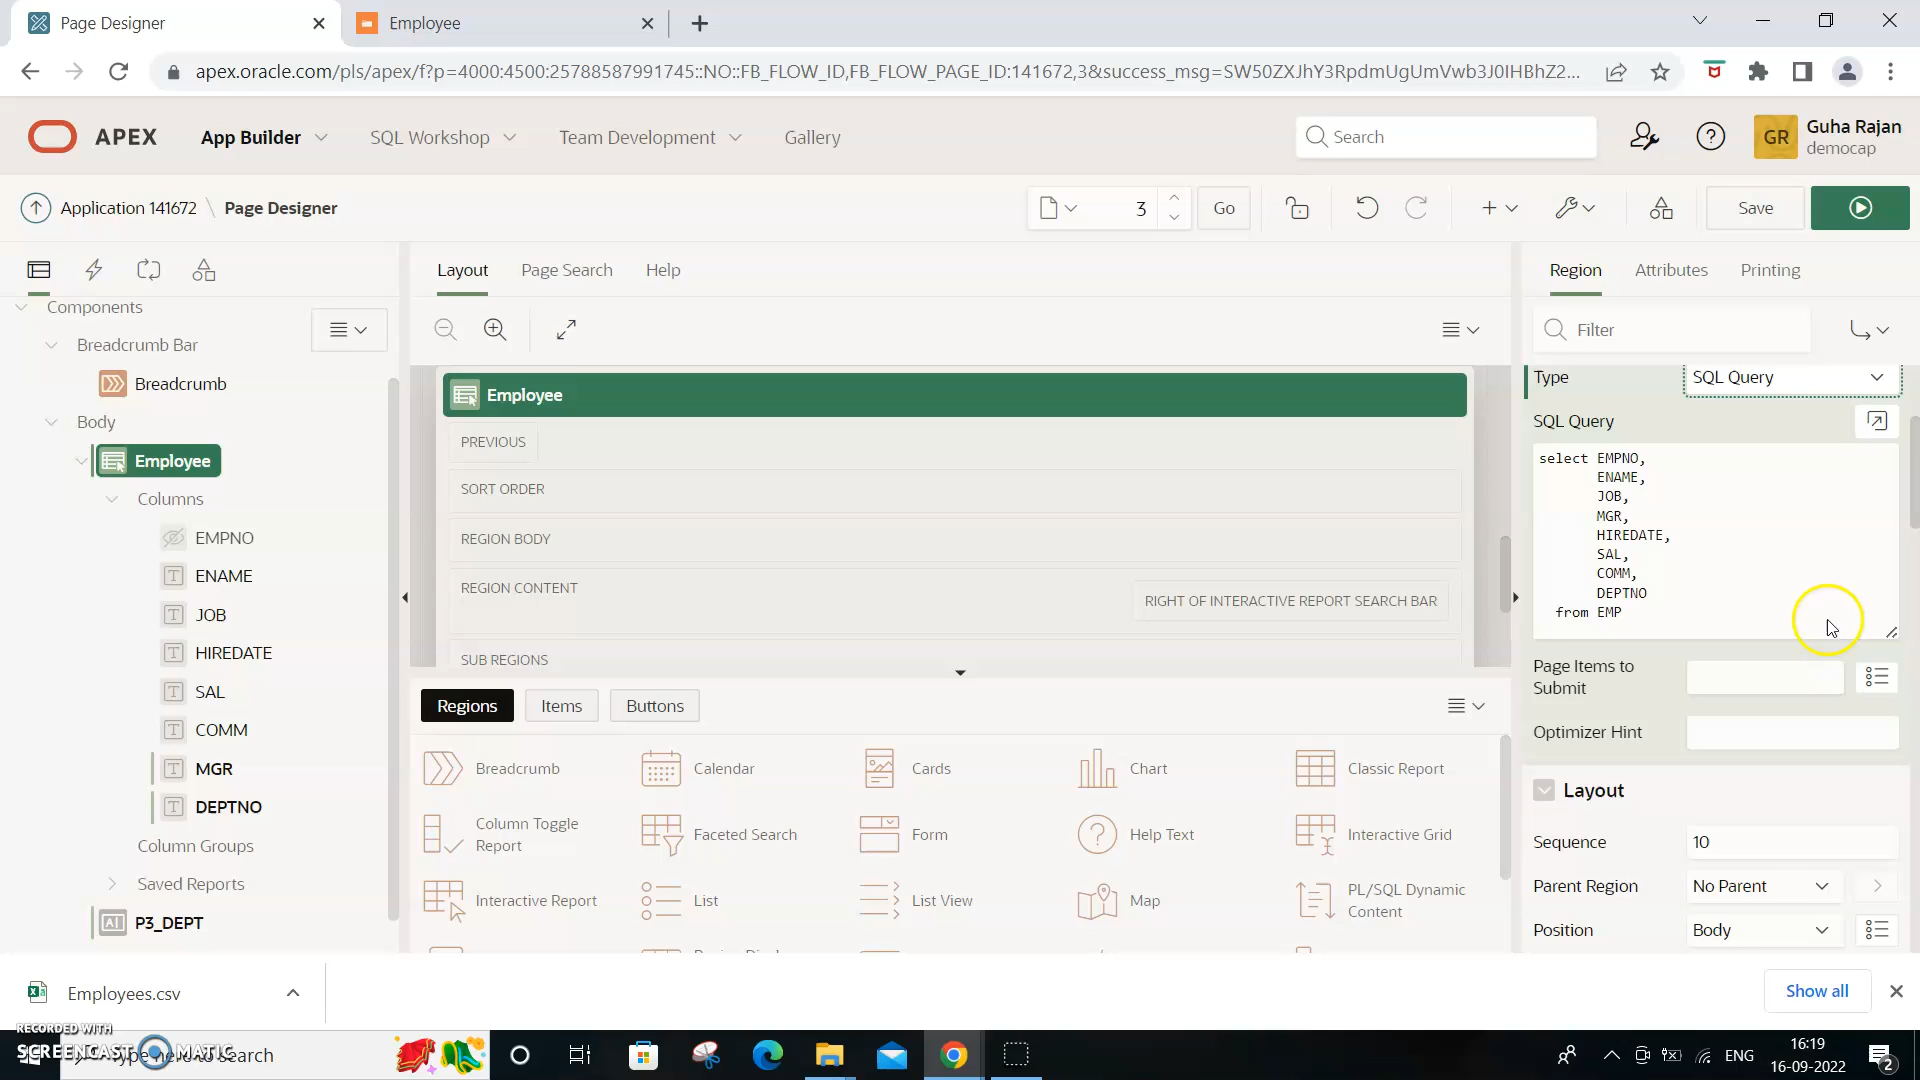 Page Designer
Employee
apex.oracle.com/pls/apex/f?p=4000:4500:25788587991745::NO::FB_FLOW_ID,FB_FLOW_PAGE_ID:141672,3&success_msg=SW50ZXJhY3RpdmUgUmVwb3J0IHBhZ2...
APEX
App Builder
SQL Workshop
Team Development
Gallery
Search
GR
Guha Rajan
democap
Application 141672 \ Page Designer
3
Go
Save
Layout
Page Search
Help
Region
Attributes
Printing
Components
Breadcrumb Bar
Breadcrumb
Body
Employee
Columns
EMPNO
ENAME
JOB
HIREDATE
SAL
COMM
MGR
DEPTNO
Column Groups
Saved Reports
P3_DEPT
Employee
PREVIOUS
SORT ORDER
REGION BODY
REGION CONTENT
RIGHT OF INTERACTIVE REPORT SEARCH BAR
SUB REGIONS
Regions
Items
Buttons
Breadcrumb
Calendar
Cards
Chart
Classic Report
Column Toggle
Report
Faceted Search
Form
Help Text
Interactive Grid
Interactive Report
List
List View
Map
PL/SQL Dynamic
Content
Filter
Type
SQL Query
SQL Query
select EMPNO,
ENAME,
JOB,
MGR,
HIREDATE,
SAL,
COMM,
DEPTNO
from EMP
Page Items to
Submit
Optimizer Hint
Layout
Sequence
10
Parent Region
No Parent
Position
Body
Employees.csv
Show all
RECORDED WITH
SCREENCAST MATIC
Type here to search
ENG
16:19
16-09-2022
2